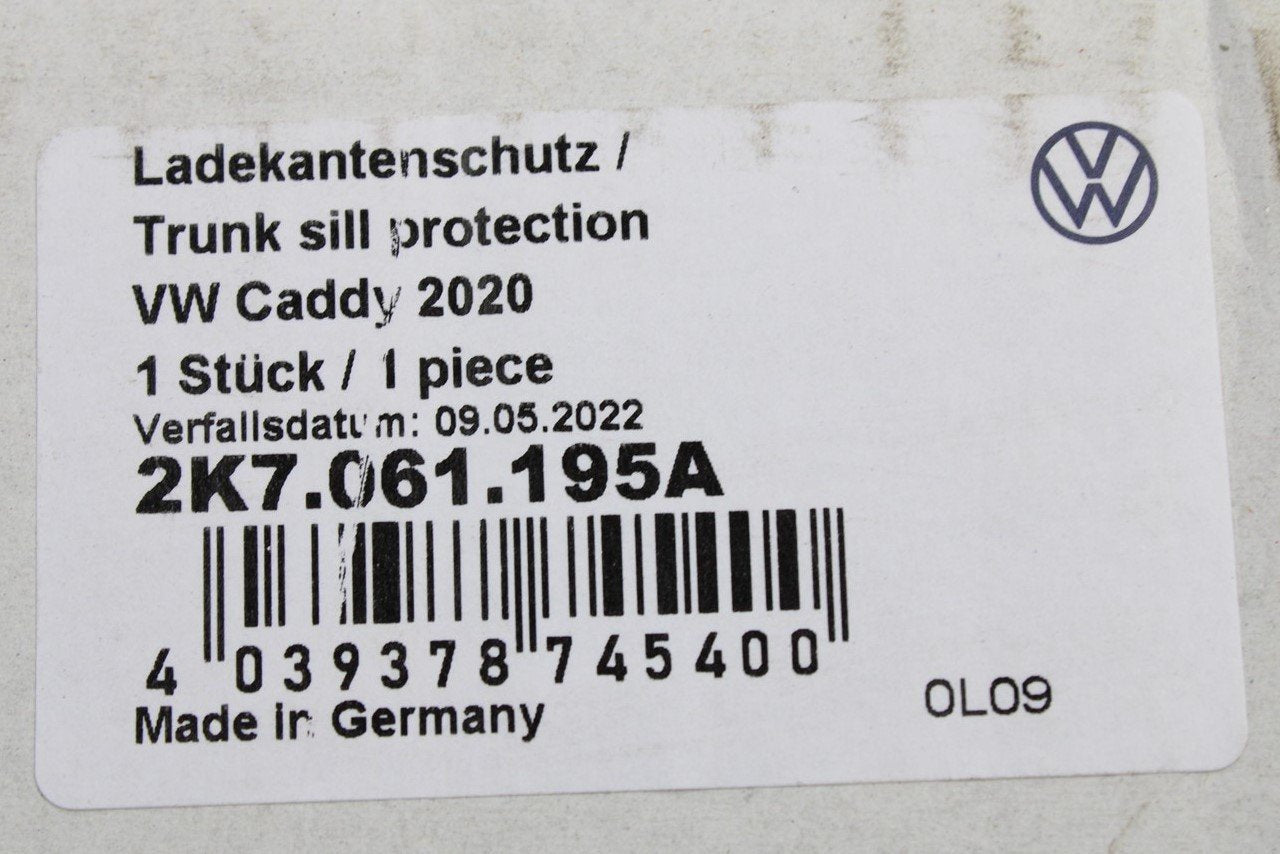 Ladekantenschutz /
Trunk sill protection
VW Caddy 2020
1 Stück / 1 piece
Verfallsdatum: 09.05.2022
2K7.061.195A
4 039378 745400
Made in Germany
0L09